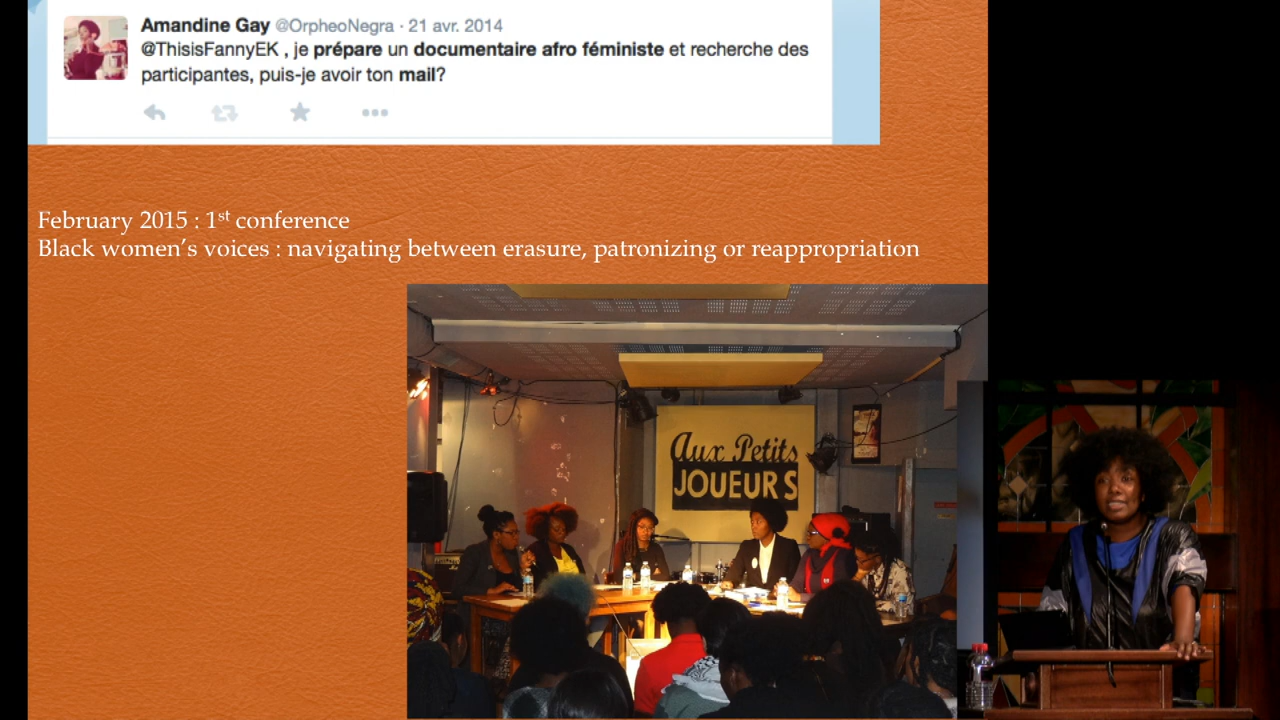 Amandine Gay @OrpheoNegra · 21 avr. 2014
@ThisisFannyEK , je prépare un documentaire afro féministe et recherche des
participantes, puis-je avoir ton mail?
February 2015 : 1st conference
Black women’s voices : navigating between erasure, patronizing or reappropriation
Aux Petits
JOUEURS